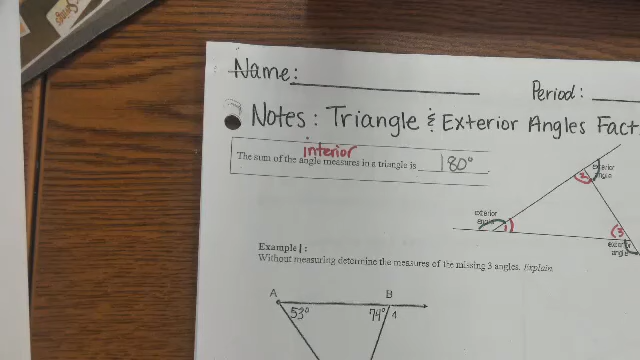 Name:
Period:
Notes: Triangle & Exterior Angles Fact
interior
The sum of the angle measures in a triangle is 180°.
exterior
angle
2
exterior
angle
1
3
exterior
angle
Example 1:
Without measuring determine the measures of the missing 3 angles. Explain.
A B
53° 74° 4